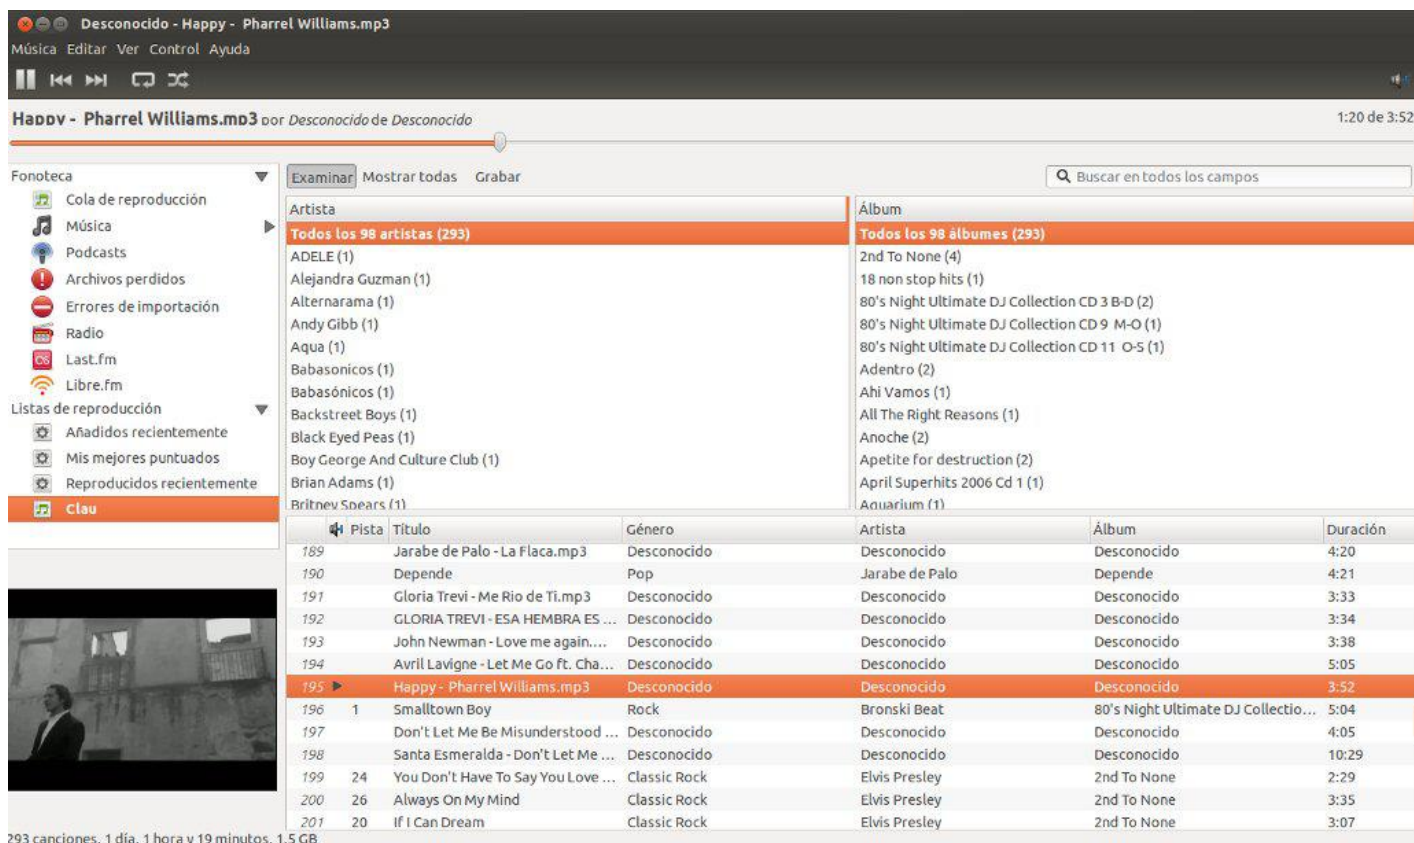 Desconocido - Happy - Pharrel Williams.mp3
Música Editar Ver Control Ayuda
Happy - Pharrel Williams.mp3 por Desconocido de Desconocido 1:20 de 3:52
Fonoteca
Cola de reproducción
Música
Podcasts
Archivos perdidos
Errores de importación
Radio
Last.fm
Libre.fm
Listas de reproducción
Añadidos recientemente
Mis mejores puntuados
Reproducidos recientemente
Clau
Examinar Mostrar todas Grabar Buscar en todos los campos
Artista
Todos los 98 artistas (293)
ADELE (1)
Alejandra Guzman (1)
Alternarama (1)
Andy Gibb (1)
Aqua (1)
Babasonicos (1)
Babasónicos (1)
Backstreet Boys (1)
Black Eyed Peas (1)
Boy George And Culture Club (1)
Brian Adams (1)
Britney Spears (1)
Álbum
Todos los 98 álbumes (293)
2nd To None (4)
18 non stop hits (1)
80's Night Ultimate DJ Collection CD 3 B-D (2)
80's Night Ultimate DJ Collection CD 9 M-O (1)
80's Night Ultimate DJ Collection CD 11 O-S (1)
Adentro (2)
Ahi Vamos (1)
All The Right Reasons (1)
Anoche (2)
Apetite for destruction (2)
April Superhits 2006 Cd 1 (1)
Aquarium (1)
Pista Título Género Artista Álbum Duración
189 Jarabe de Palo - La Flaca.mp3 Desconocido Desconocido Desconocido 4:20
190 Depende Pop Jarabe de Palo Depende 4:21
191 Gloria Trevi - Me Rio de Ti.mp3 Desconocido Desconocido Desconocido 3:33
192 GLORIA TREVI - ESA HEMBRA ES ... Desconocido Desconocido Desconocido 3:34
193 John Newman - Love me again.... Desconocido Desconocido Desconocido 3:38
194 Avril Lavigne - Let Me Go ft. Cha... Desconocido Desconocido Desconocido 5:05
195 Happy - Pharrel Williams.mp3 Desconocido Desconocido Desconocido 3:52
196 1 Smalltown Boy Rock Bronski Beat 80's Night Ultimate DJ Collectio... 5:04
197 Don't Let Me Be Misunderstood ... Desconocido Desconocido Desconocido 4:05
198 Santa Esmeralda - Don't Let Me ... Desconocido Desconocido Desconocido 10:29
199 24 You Don't Have To Say You Love ... Classic Rock Elvis Presley 2nd To None 2:29
200 26 Always On My Mind Classic Rock Elvis Presley 2nd To None 3:35
201 20 If I Can Dream Classic Rock Elvis Presley 2nd To None 3:07
293 canciones, 1 día, 1 hora y 19 minutos, 1.5 GB